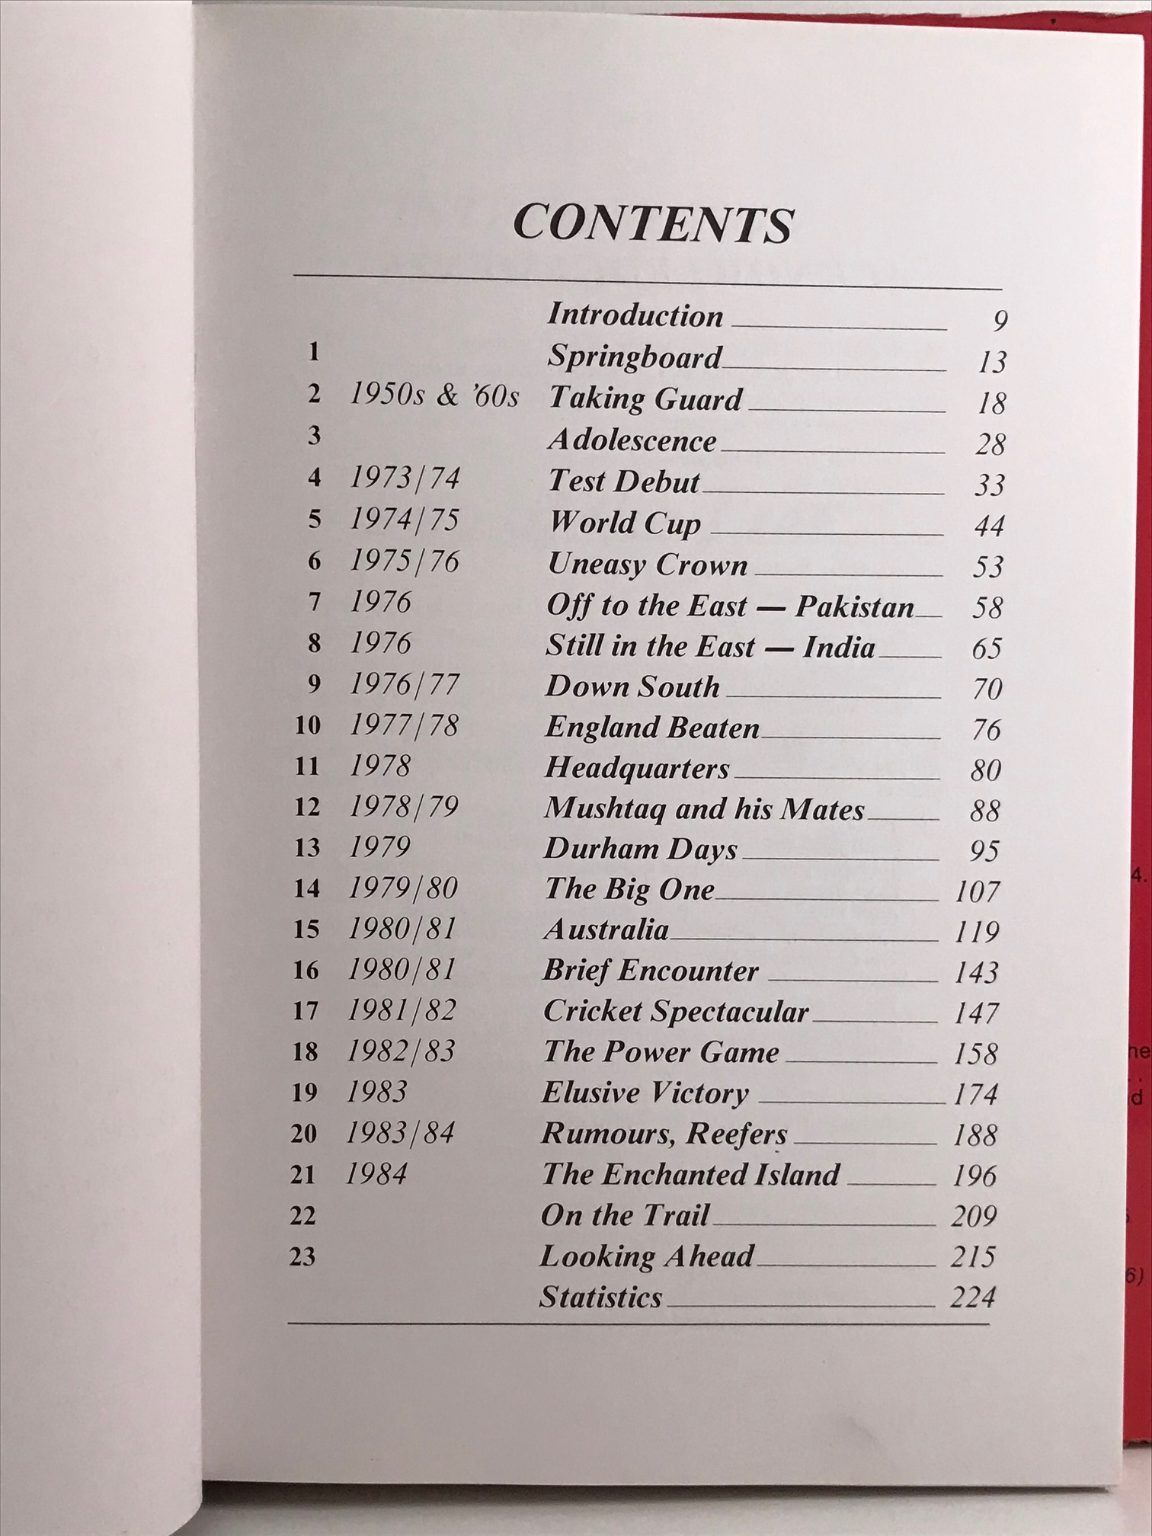 CONTENTS
Introduction 9
1 Springboard 13
2 1950s & '60s Taking Guard 18
3 Adolescence 28
4 1973/74 Test Debut 33
5 1974/75 World Cup 44
6 1975/76 Uneasy Crown 53
7 1976 Off to the East — Pakistan 58
8 1976 Still in the East — India 65
9 1976/77 Down South 70
10 1977/78 England Beaten 76
11 1978 Headquarters 80
12 1978/79 Mushtaq and his Mates 88
13 1979 Durham Days 95
14 1979/80 The Big One 107
15 1980/81 Australia 119
16 1980/81 Brief Encounter 143
17 1981/82 Cricket Spectacular 147
18 1982/83 The Power Game 158
19 1983 Elusive Victory 174
20 1983/84 Rumours, Reefers 188
21 1984 The Enchanted Island 196
22 On the Trail 209
23 Looking Ahead 215
Statistics 224